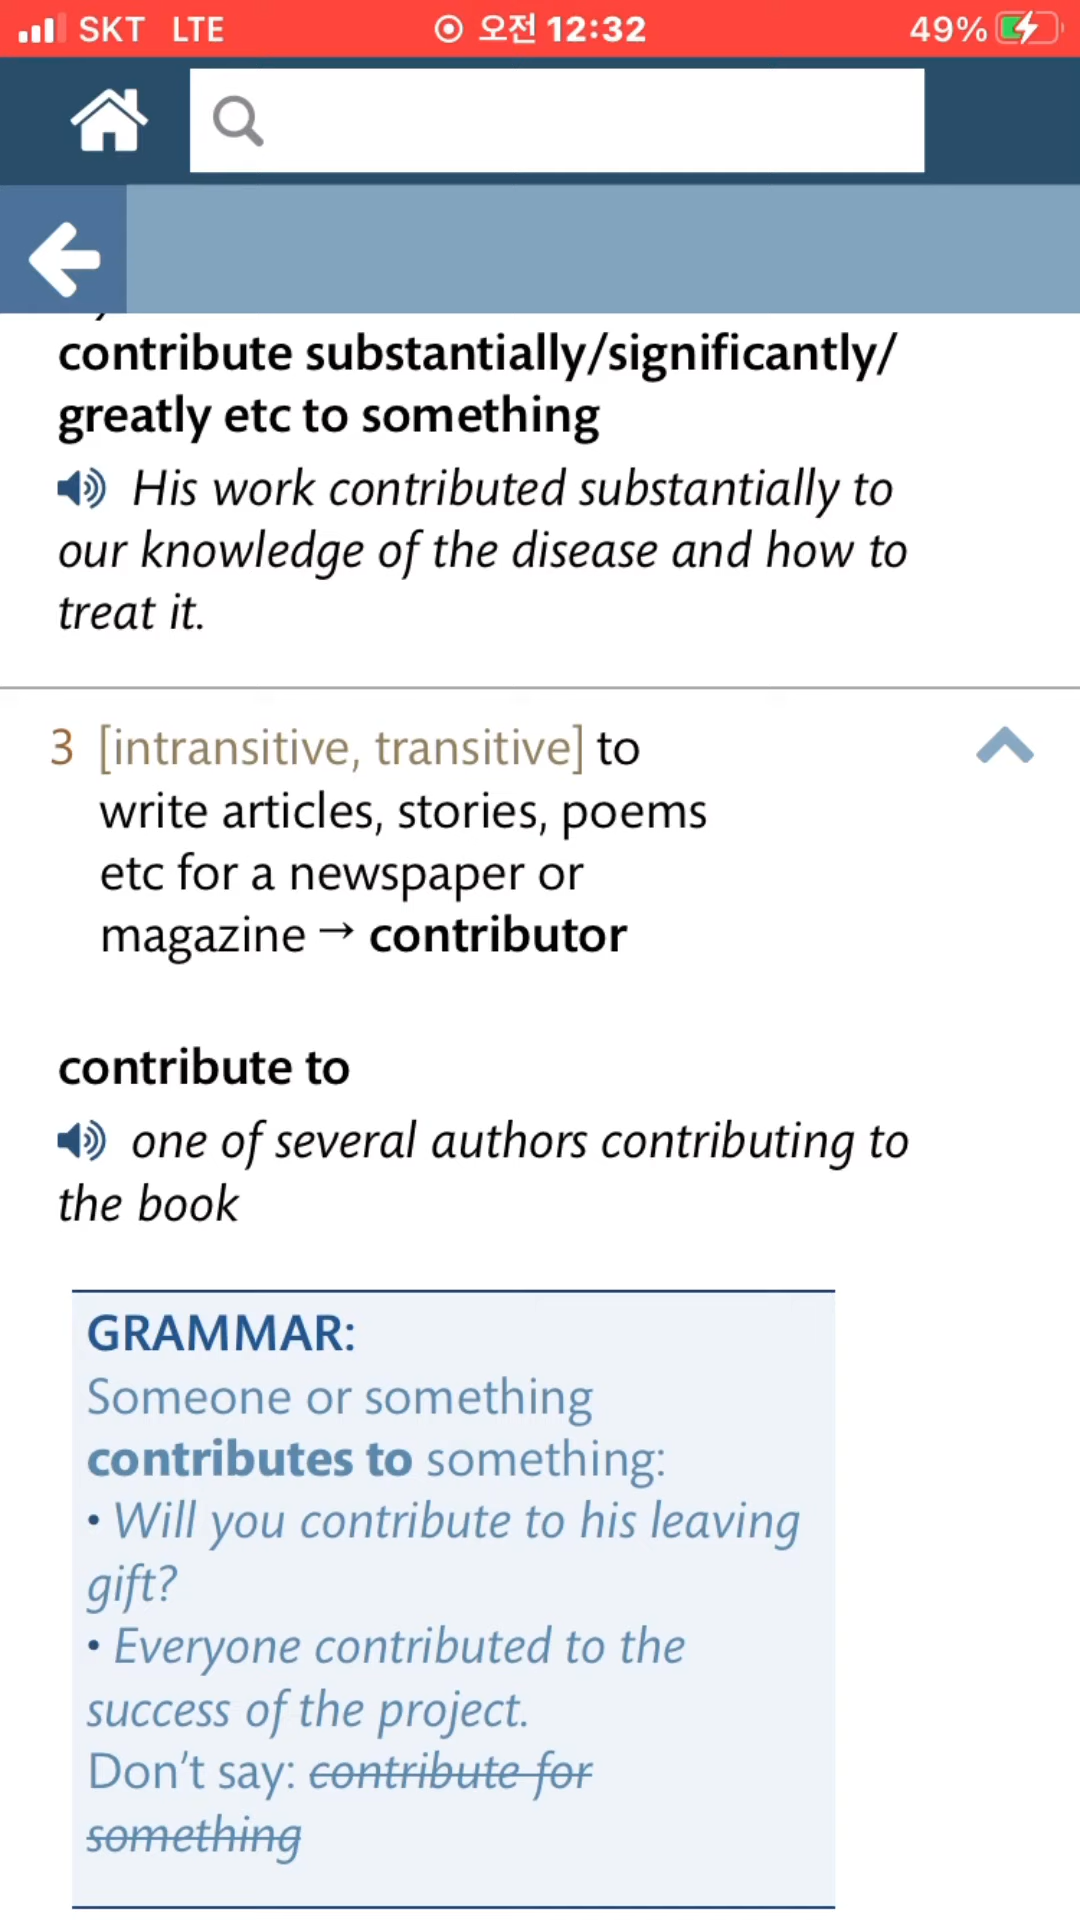 SKT LTE 오전 12:32 49%
contribute substantially/significantly/
greatly etc to something
His work contributed substantially to
our knowledge of the disease and how to
treat it.
3 [intransitive, transitive] to
write articles, stories, poems
etc for a newspaper or
magazine → contributor
contribute to
one of several authors contributing to
the book
GRAMMAR:
Someone or something
contributes to something:
• Will you contribute to his leaving
gift?
• Everyone contributed to the
success of the project.
Don't say: contribute for
something